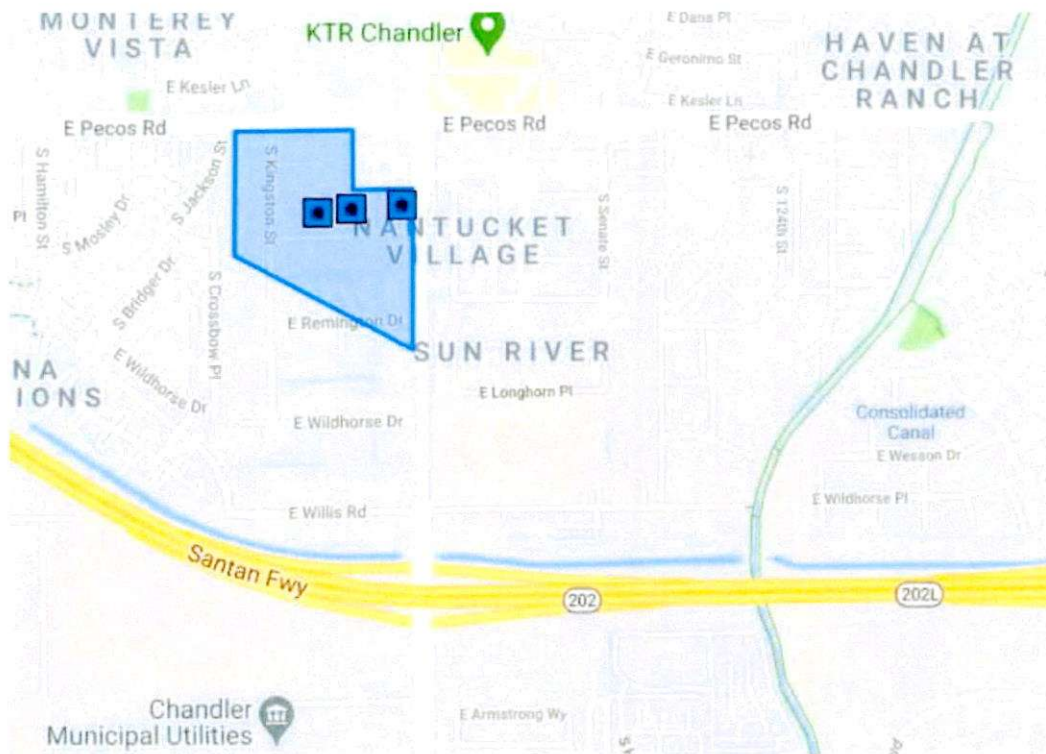 MONTEREY
VISTA
KTR Chandler
E Dana Pl
E Geronimo St
HAVEN AT
CHANDLER
RANCH
E Kesler Ln
E Kesler Ln
E Pecos Rd
E Pecos Rd
E Pecos Rd
S Hamilton St
S Jackson St
S Kingston St
Pl
S Mosley Dr
NANTUCKET
VILLAGE
S Senate St
S 124th St
S Bridger Dr
S Crossbow Pl
E Remington Dr
SUN RIVER
NA
IONS
E Wildhorse Dr
E Longhorn Pl
E Wildhorse Dr
Consolidated
Canal
E Wesson Dr
E Willis Rd
E Wildhorse Pl
Santan Fwy
202
202L
Chandler
Municipal Utilities
E Armstrong Wy